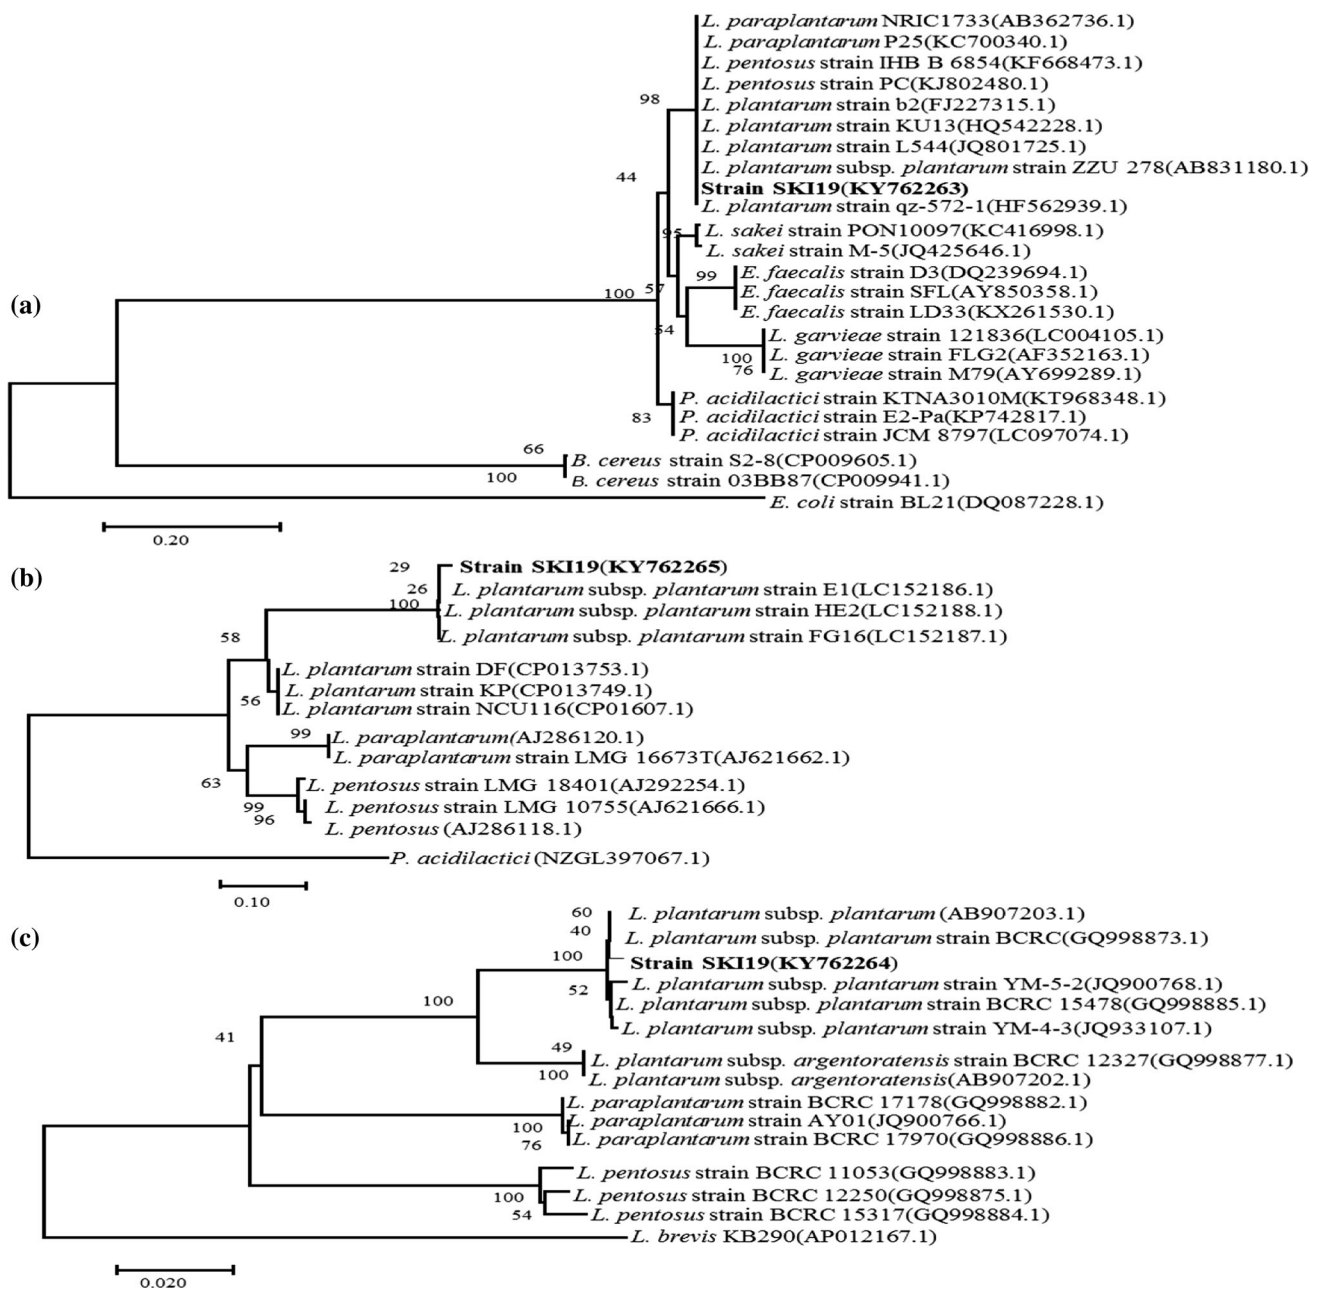 L. paraplantarum NRIC1733(AB362736.1)
L. paraplantarum P25(KC700340.1)
L. pentosus strain IHB B 6854(KF668473.1)
L. pentosus strain PC(KJ802480.1)
98
L. plantarum strain b2(FJ227315.1)
L. plantarum strain KU13(HQ542228.1)
L. plantarum strain L544(JQ801725.1)
L. plantarum subsp. plantarum strain ZZU 278(AB831180.1)
44
Strain SKI19(KY762263)
L. plantarum strain qz-572-1(HF562939.1)
95
L. sakei strain PON10097(KC416998.1)
L. sakei strain M-5(JQ425646.1)
99
E. faecalis strain D3(DQ239694.1)
(a)
100
57
E. faecalis strain SFL(AY850358.1)
E. faecalis strain LD33(KX261530.1)
54
L. garvieae strain 121836(LC004105.1)
100
L. garvieae strain FLG2(AF352163.1)
76
L. garvieae strain M79(AY699289.1)
P. acidilactici strain KTNA3010M(KT968348.1)
83
P. acidilactici strain E2-Pa(KP742817.1)
P. acidilactici strain JCM 8797(LC097074.1)
66
B. cereus strain S2-8(CP009605.1)
100
B. cereus strain 03BB87(CP009941.1)
E. coli strain BL21(DQ087228.1)
0.20
(b)
29
Strain SKI19(KY762265)
26
L. plantarum subsp. plantarum strain E1(LC152186.1)
100
L. plantarum subsp. plantarum strain HE2(LC152188.1)
58
L. plantarum subsp. plantarum strain FG16(LC152187.1)
L. plantarum strain DF(CP013753.1)
56
L. plantarum strain KP(CP013749.1)
L. plantarum strain NCU116(CP01607.1)
99
L. paraplantarum(AJ286120.1)
L. paraplantarum strain LMG 16673T(AJ621662.1)
63
L. pentosus strain LMG 18401(AJ292254.1)
99
L. pentosus strain LMG 10755(AJ621666.1)
96
L. pentosus (AJ286118.1)
P. acidilactici (NZGL397067.1)
0.10
(c)
60
L. plantarum subsp. plantarum (AB907203.1)
40
L. plantarum subsp. plantarum strain BCRC(GQ998873.1)
100
Strain SKI19(KY762264)
52
L. plantarum subsp. plantarum strain YM-5-2(JQ900768.1)
100
L. plantarum subsp. plantarum strain BCRC 15478(GQ998885.1)
L. plantarum subsp. plantarum strain YM-4-3(JQ933107.1)
41
49
L. plantarum subsp. argentoratensis strain BCRC 12327(GQ998877.1)
100
L. plantarum subsp. argentoratensis(AB907202.1)
L. paraplantarum strain BCRC 17178(GQ998882.1)
100
L. paraplantarum strain AY01(JQ900766.1)
76
L. paraplantarum strain BCRC 17970(GQ998886.1)
L. pentosus strain BCRC 11053(GQ998883.1)
100
L. pentosus strain BCRC 12250(GQ998875.1)
54
L. pentosus strain BCRC 15317(GQ998884.1)
L. brevis KB290(AP012167.1)
0.020